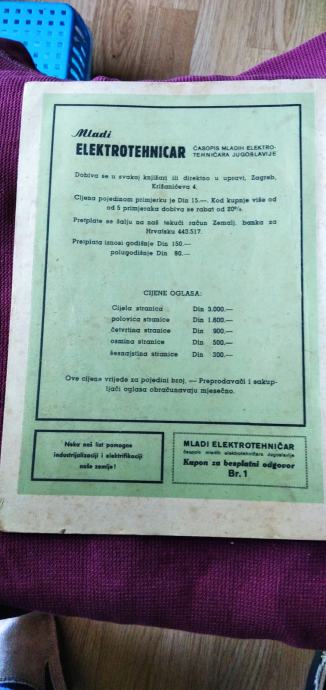 Mladi
ELEKTROTEHNIČAR
ČASOPIS MLADIH ELEKTRO-
TEHNIČARA JUGOSLAVIJE
Dobiva se u svakoj knjižari ili direktno u upravi, Zagreb,
Križanićeva 4.
Cijena pojedinom primjerku je Din 15.—. Kod kupnje više od
od 5 primjeraka dobiva se rabat od 20%.
Pretplate se šalju na naš tekući račun Zemalj. banka za
Hrvatsku 440.517.
Pretplata iznosi godišnje Din 150.—
polugodišnje Din 80.—
CIJENE OGLASA:
Cijela stranica Din 3.000.—
polovica stranice Din 1.600.—
četvrtina stranice Din 900.—
osmina stranice Din 500.—
šesnajstina stranice Din 300.—
Ove cijene vrijede za pojedini broj. — Preprodavači i sakup-
ljači oglasa obračunavaju mjesečno.
Neka naš list pomogne
industrijalizaciji i elektrifikaciji
naše zemlje!
MLADI ELEKTROTEHNIČAR
časopis mladih elektrotehničara Jugoslavije
Kupon za besplatni odgovor
Br. 1